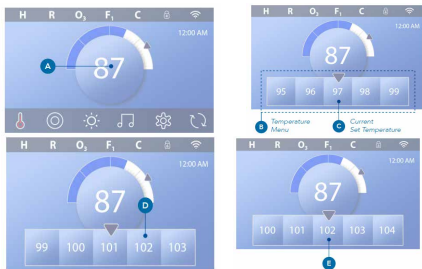 H R O₃ F₁ C
12:00 AM
87
A
H R O₃ F₁ C
12:00 AM
87
95 96 97 98 99
B Temperature Menu
C Current Set Temperature
H R O₃ F₁ C
12:00 AM
87
D
99 100 101 102 103
H R O₃ F₁ C
12:00 AM
87
100 101 102 103 104
E